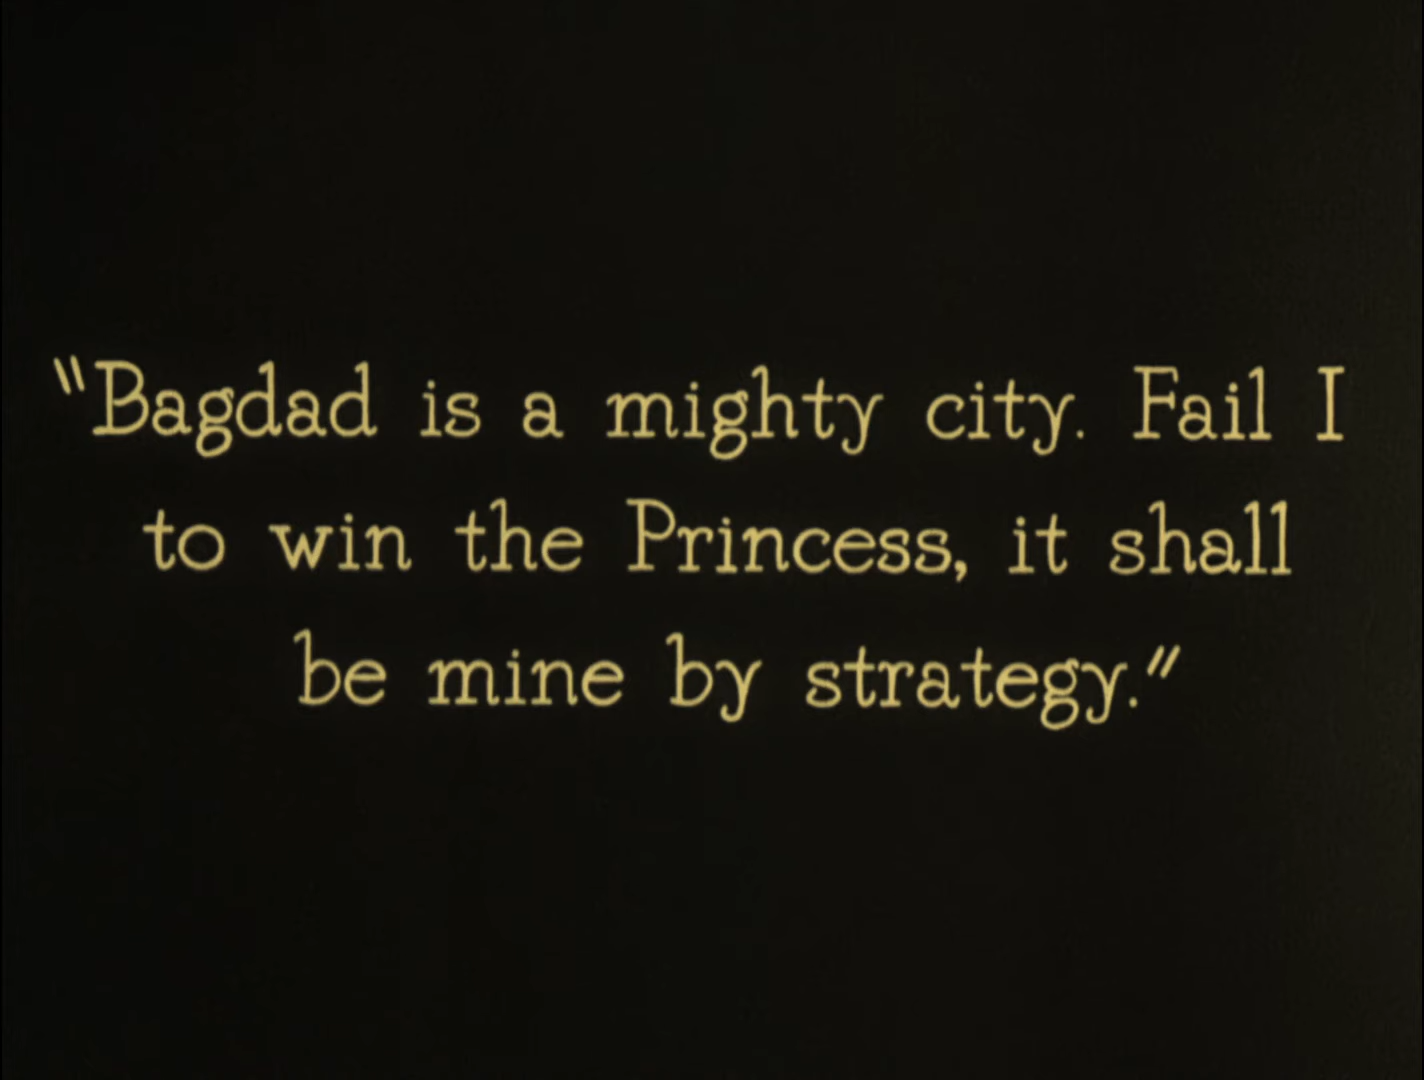 "Bagdad is a mighty city. Fail I
to win the Princess, it shall
be mine by strategy."